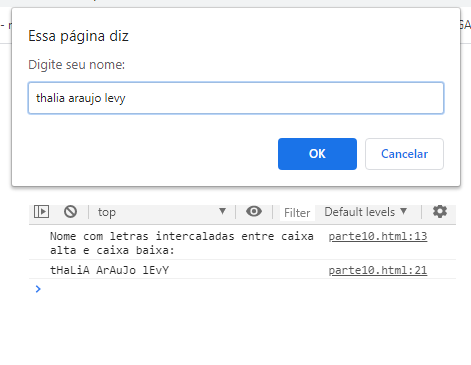 Essa página diz
Digite seu nome:
thalia araujo levy
OK
Cancelar
top
Filter
Default levels
Nome com letras intercaladas entre caixa
parte10.html:13
alta e caixa baixa:
tHaLiA ArAuJo lEvY
parte10.html:21